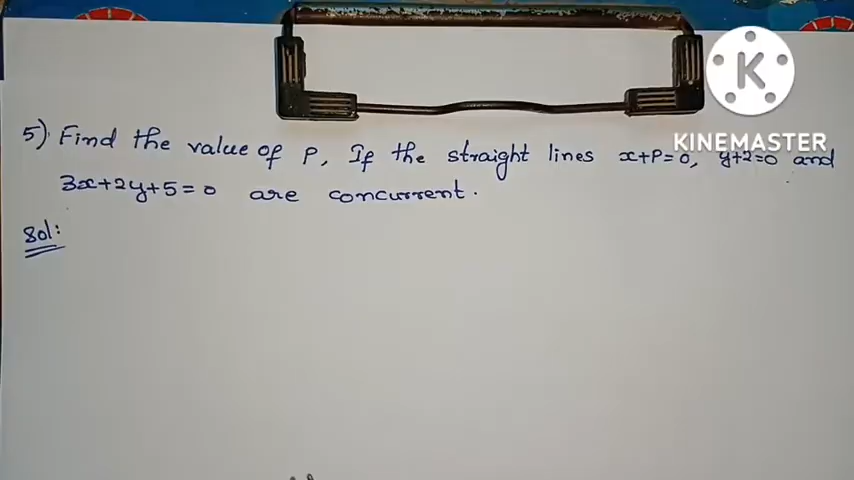 KINEMASTER
5) Find the value of P, If the straight lines x+P=0, y+2=0 and
3x+2y+5=0 are concurrent.
Sol: